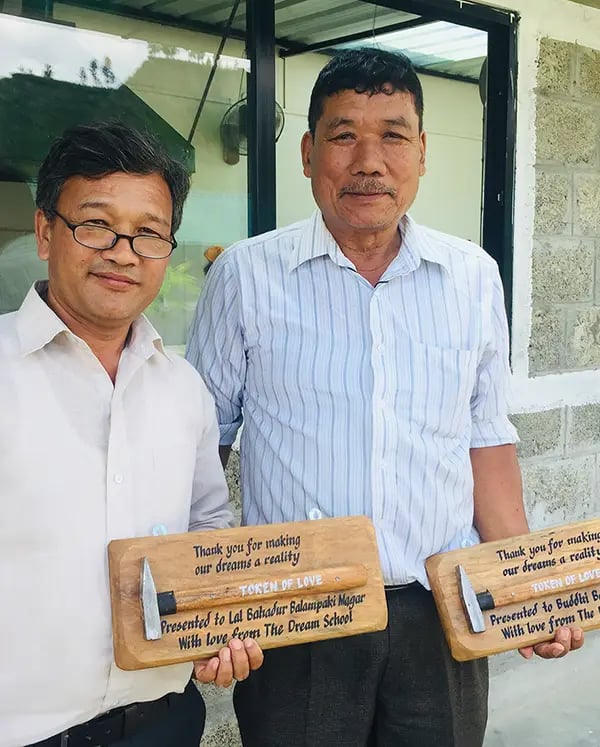 Thank you for making
our dreams a reality
TOKEN OF LOVE
Presented to Lal Bahadur Balampaki Magar
With love from The Dream School
Thank you for making
our dreams a reality
TOKEN OF LOVE
Presented to Buddhi
With love from The